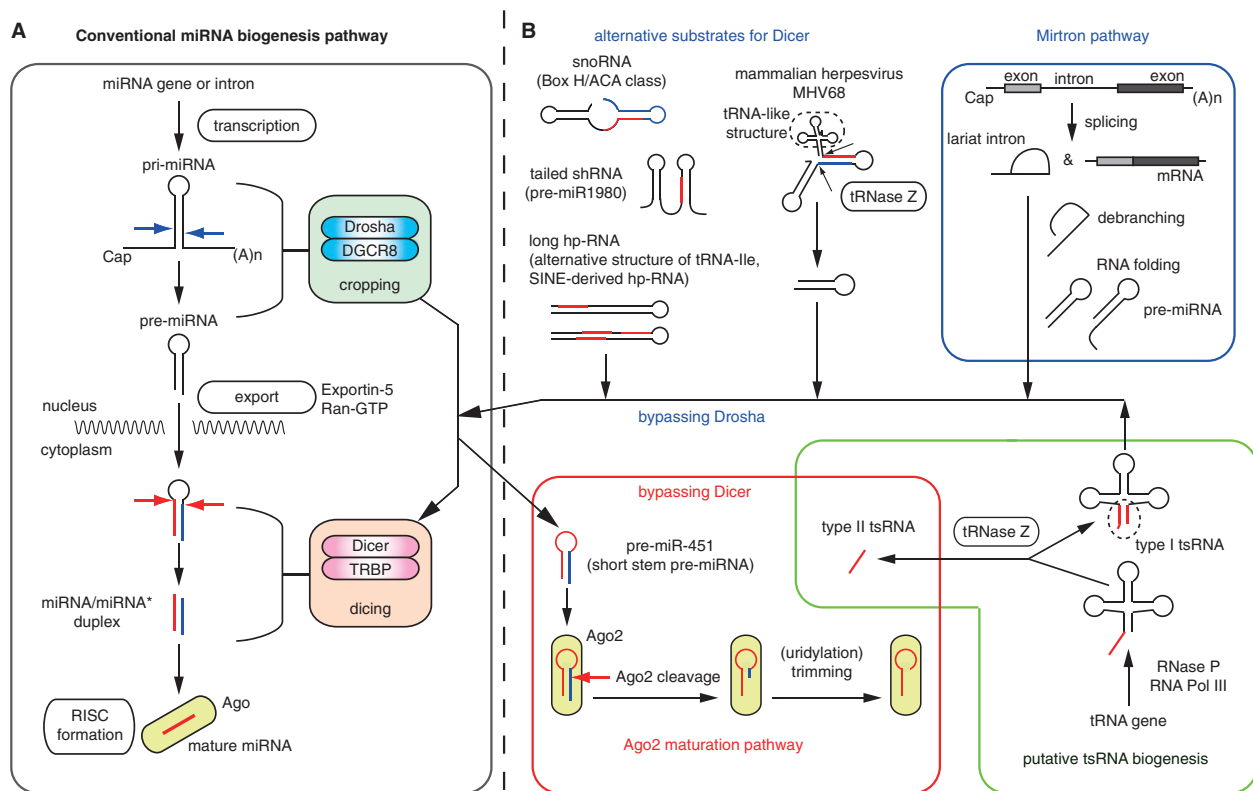 A
Conventional miRNA biogenesis pathway
miRNA gene or intron
transcription
pri-miRNA
Cap
(A)n
Drosha
DGCR8
cropping
pre-miRNA
export
Exportin-5
Ran-GTP
nucleus
cytoplasm
Dicer
TRBP
dicing
miRNA/miRNA*
duplex
RISC
formation
Ago
mature miRNA
B
alternative substrates for Dicer
snoRNA
(Box H/ACA class)
tailed shRNA
(pre-miR1980)
long hp-RNA
(alternative structure of tRNA-Ile,
SINE-derived hp-RNA)
mammalian herpesvirus
MHV68
tRNA-like
structure
tRNase Z
Mirtron pathway
exon
intron
exon
Cap
(A)n
splicing
lariat intron
&
mRNA
debranching
RNA folding
pre-miRNA
bypassing Drosha
bypassing Dicer
pre-miR-451
(short stem pre-miRNA)
Ago2
Ago2 cleavage
(uridylation)
trimming
Ago2 maturation pathway
type II tsRNA
tRNase Z
type I tsRNA
RNase P
RNA Pol III
tRNA gene
putative tsRNA biogenesis